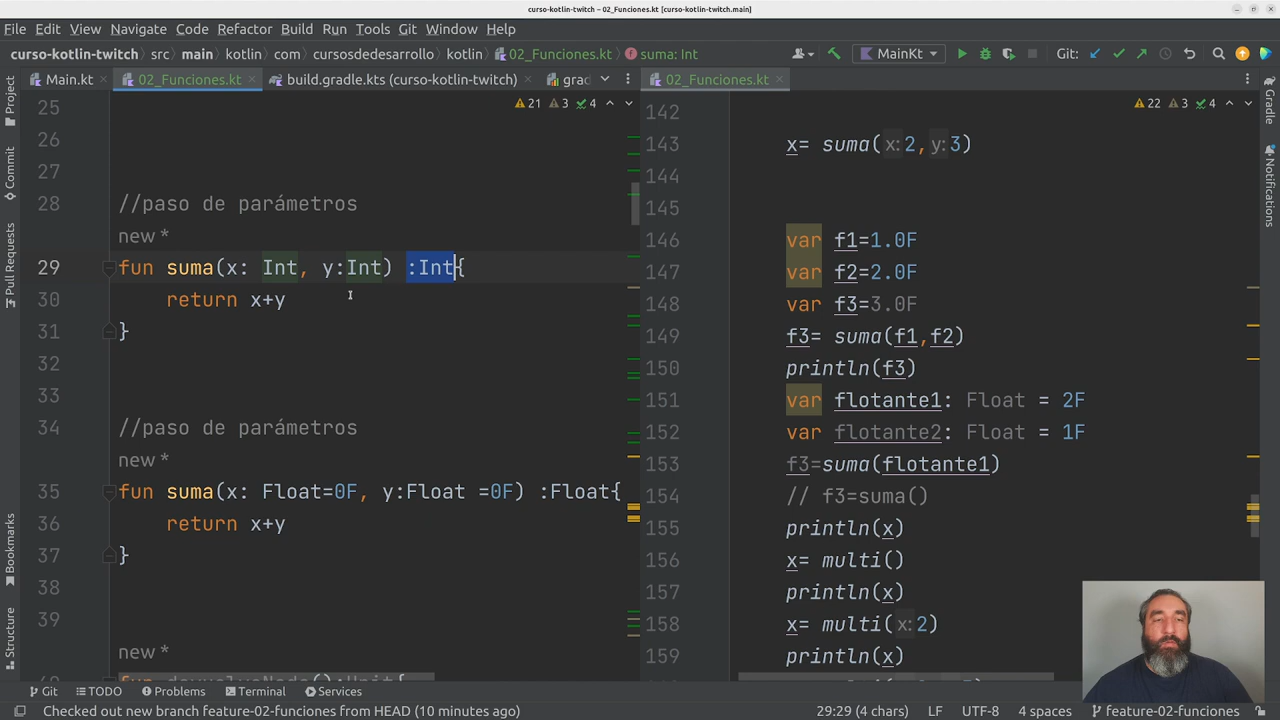 curso-kotlin-twitch – 02_Funciones.kt [curso-kotlin-twitch.main]
File Edit View Navigate Code Refactor Build Run Tools Git Window Help
curso-kotlin-twitch src main kotlin com cursosdedesarrollo kotlin 02_Funciones.kt suma: Int MainKt Git:
Main.kt 02_Funciones.kt build.gradle.kts (curso-kotlin-twitch) grad 02_Funciones.kt
Project
Commit
Pull Requests
Bookmarks
Structure
21 3 4
25
26
27
28 //paso de parámetros
new *
29 fun suma(x: Int, y:Int) :Int{
30 return x+y
31 }
32
33
34 //paso de parámetros
new *
35 fun suma(x: Float=0F, y:Float =0F) :Float{
36 return x+y
37 }
38
39
new *
22 3 4
142
143 x= suma(x:2,y:3)
144
145
146 var f1=1.0F
147 var f2=2.0F
148 var f3=3.0F
149 f3= suma(f1,f2)
150 println(f3)
151 var flotante1: Float = 2F
152 var flotante2: Float = 1F
153 f3=suma(flotante1)
154 // f3=suma()
155 println(x)
156 x= multi()
157 println(x)
158 x= multi(x:2)
159 println(x)
Gradle
Notifications
Git TODO Problems Terminal Services
Checked out new branch feature-02-funciones from HEAD (10 minutes ago) 29:29 (4 chars) LF UTF-8 4 spaces feature-02-funciones